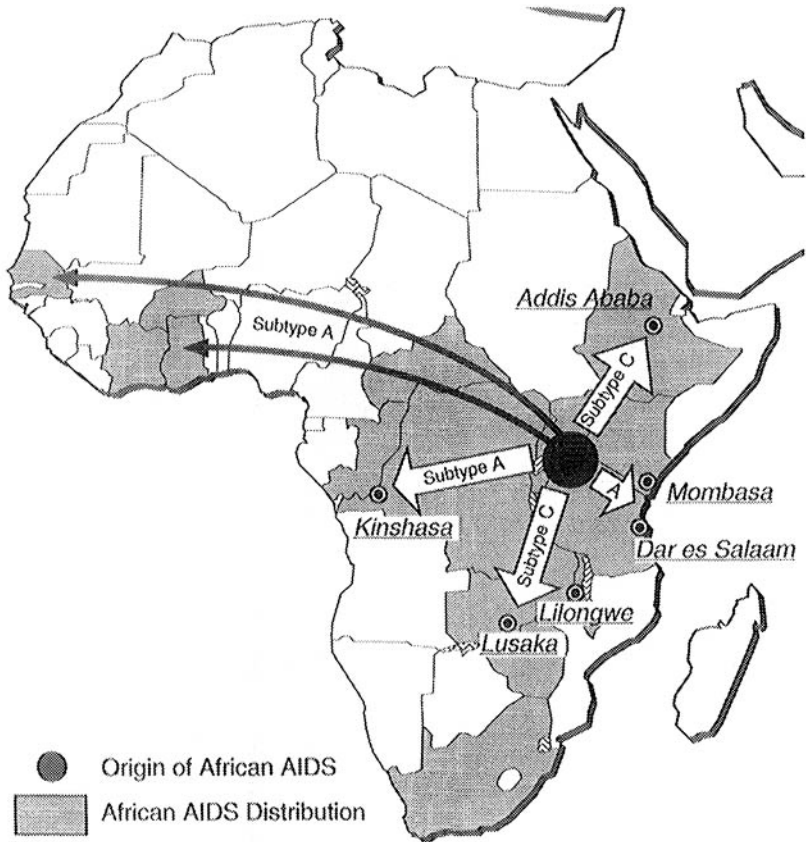 Addis Ababa
Subtype A
Subtype C
Subtype A
A
Mombasa
Kinshasa
Subtype C
Dar es Salaam
Lilongwe
Lusaka
Origin of African AIDS
African AIDS Distribution